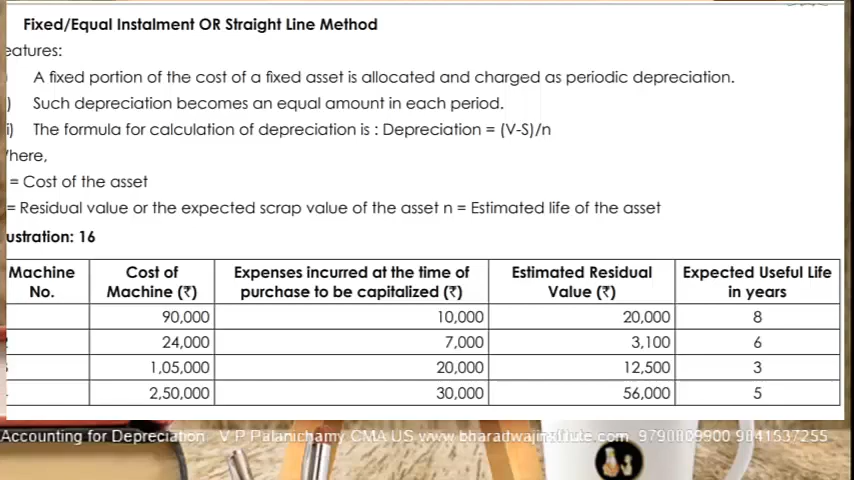 Fixed/Equal Instalment OR Straight Line Method
eatures:
) A fixed portion of the cost of a fixed asset is allocated and charged as periodic depreciation.
) Such depreciation becomes an equal amount in each period.
i) The formula for calculation of depreciation is : Depreciation = (V-S)/n
here,
= Cost of the asset
= Residual value or the expected scrap value of the asset n = Estimated life of the asset
ustration: 16
Machine No. Cost of Machine (₹) Expenses incurred at the time of purchase to be capitalized (₹) Estimated Residual Value (₹) Expected Useful Life in years
90,000 10,000 20,000 8
24,000 7,000 3,100 6
1,05,000 20,000 12,500 3
2,50,000 30,000 56,000 5
Accounting for Depreciation V P Palanichamy CMA US www bharadwajinstitute com 9790009900 9841537255